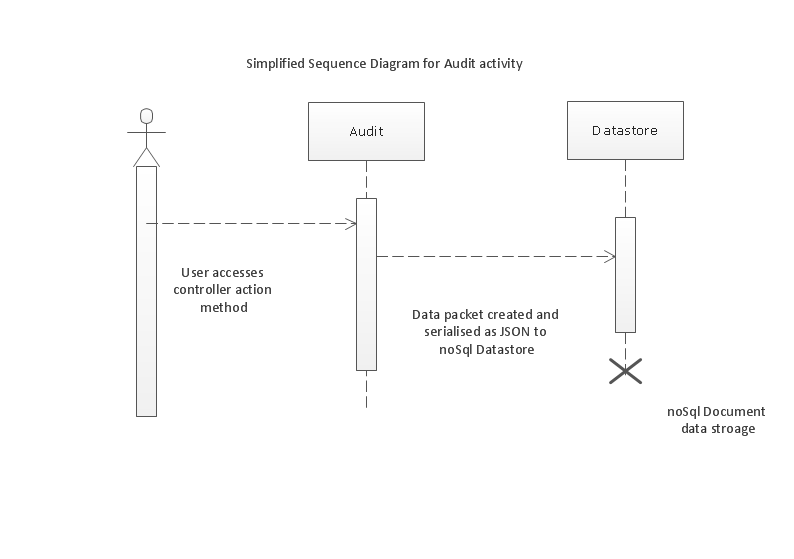 Simplified Sequence Diagram for Audit activity
Audit
Datastore
User accesses
controller action
method
Data packet created and
serialised as JSON to
noSql Datastore
noSql Document
data stroage